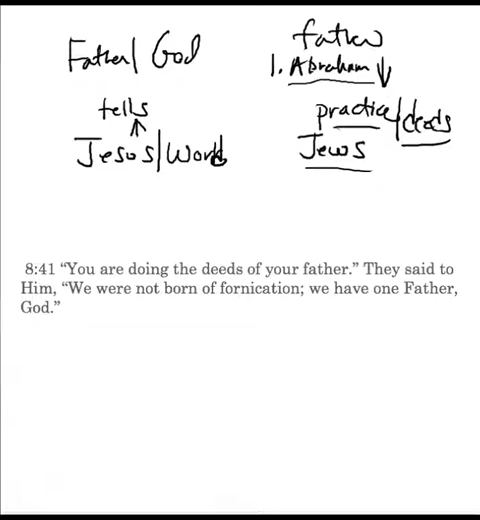 Father/ God
father
1. Abraham ↓
tells
↑
practice/deeds
Jesus/Words
Jews
8:41 “You are doing the deeds of your father.” They said to
Him, “We were not born of fornication; we have one Father,
God.”